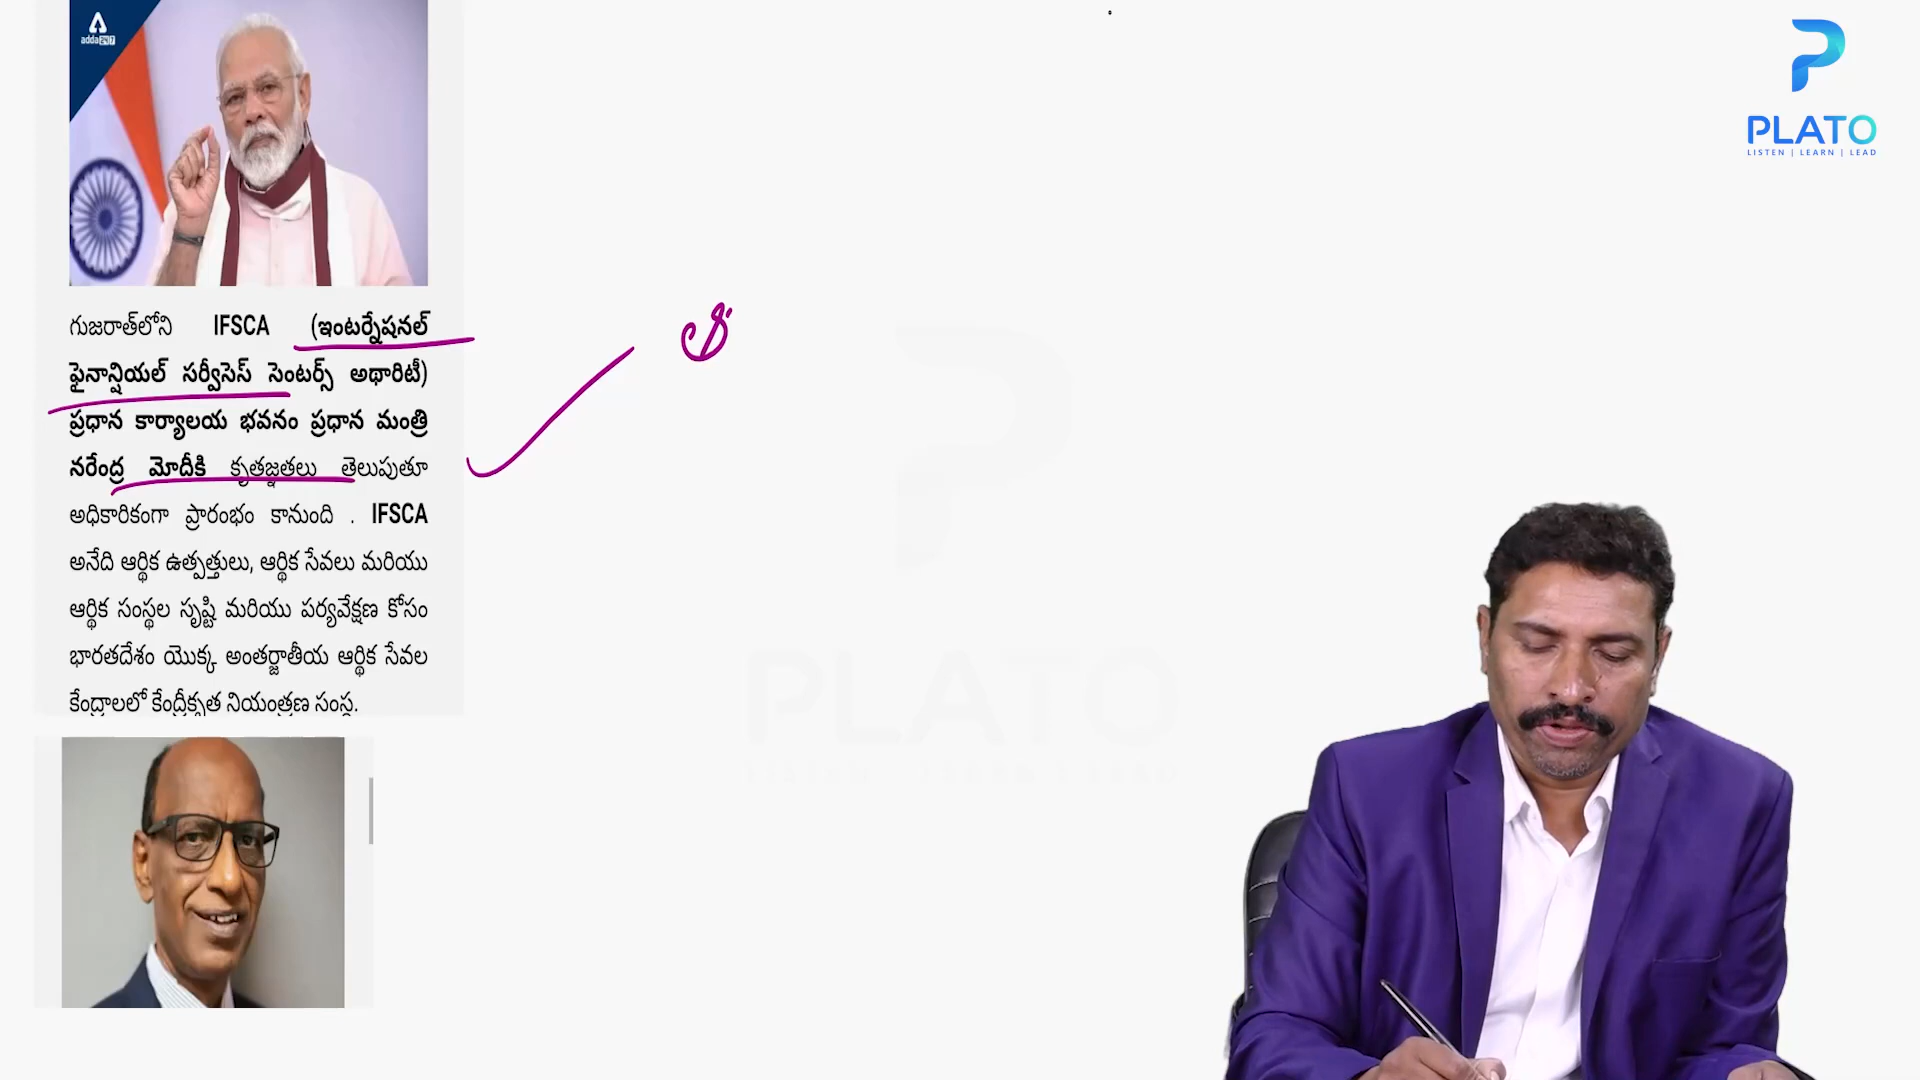 adda247
PLATO
LISTEN | LEARN | LEAD
గుజరాత్‌లోని IFSCA (ఇంటర్నేషనల్
ఫైనాన్షియల్ సర్వీసెస్ సెంటర్స్ అథారిటీ)
ప్రధాన కార్యాలయ భవనం ప్రధాన మంత్రి
నరేంద్ర మోదీకి కృతజ్ఞతలు తెలుపుతూ
అధికారికంగా ప్రారంభం కానుంది . IFSCA
అనేది ఆర్థిక ఉత్పత్తులు, ఆర్థిక సేవలు మరియు
ఆర్థిక సంస్థల సృష్టి మరియు పర్యవేక్షణ కోసం
భారతదేశం యొక్క అంతర్జాతీయ ఆర్థిక సేవల
కేంద్రాలలో కేంద్రీకృత నియంత్రణ సంస్థ.
PLATO